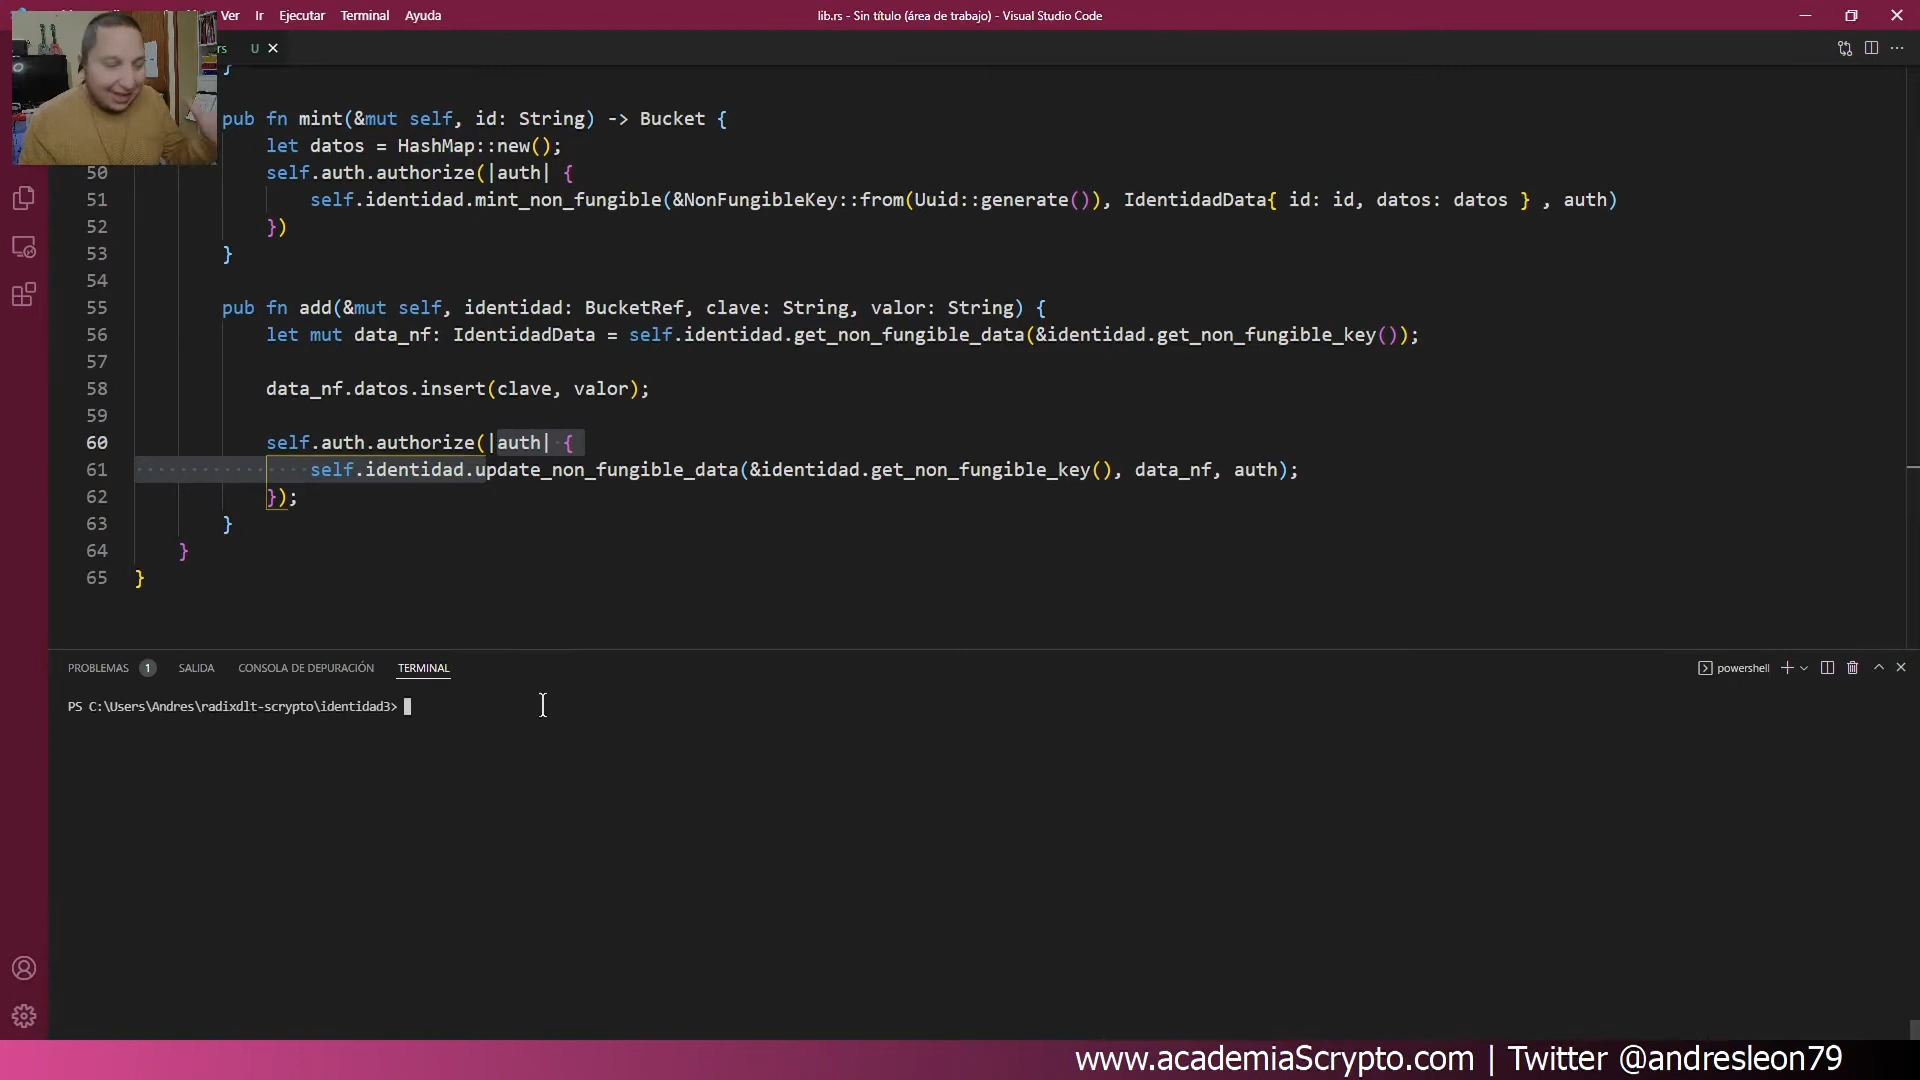 Ver Ir Ejecutar Terminal Ayuda
lib.rs - Sin título (área de trabajo) - Visual Studio Code
rs U
}
pub fn mint(&mut self, id: String) -> Bucket {
let datos = HashMap::new();
50 self.auth.authorize(|auth| {
51 self.identidad.mint_non_fungible(&NonFungibleKey::from(Uuid::generate()), IdentidadData{ id: id, datos: datos } , auth)
52 })
53 }
54
55 pub fn add(&mut self, identidad: BucketRef, clave: String, valor: String) {
56 let mut data_nf: IdentidadData = self.identidad.get_non_fungible_data(&identidad.get_non_fungible_key());
57
58 data_nf.datos.insert(clave, valor);
59
60 self.auth.authorize(|auth| {
61 self.identidad.update_non_fungible_data(&identidad.get_non_fungible_key(), data_nf, auth);
62 });
63 }
64 }
65 }
PROBLEMAS 1 SALIDA CONSOLA DE DEPURACIÓN TERMINAL
powershell
PS C:\Users\Andres\radixdlt-scrypto\identidad3>
www.academiaScrypto.com | Twitter @andresleon79